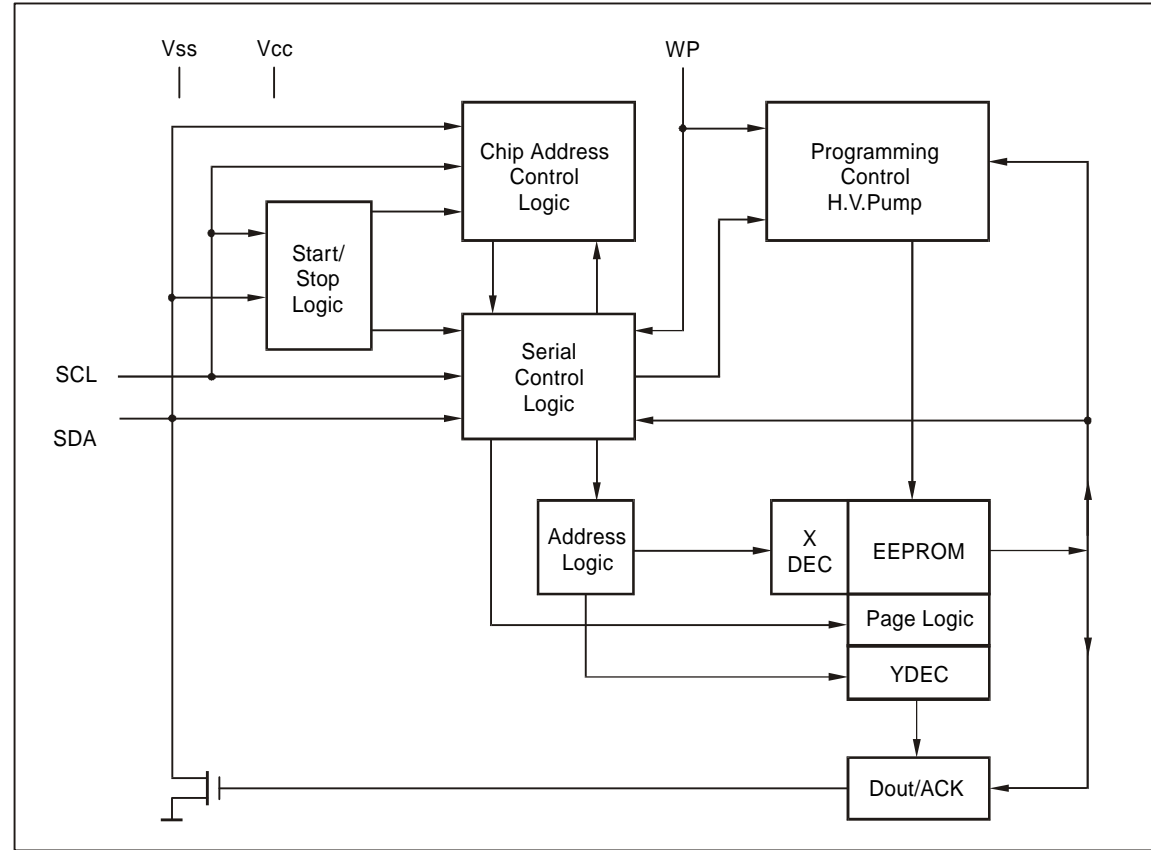 Vss
Vcc
WP
Chip Address
Control
Logic
Programming
Control
H.V.Pump
Start/
Stop
Logic
Serial
Control
Logic
SCL
SDA
Address
Logic
X
DEC
EEPROM
Page Logic
YDEC
Dout/ACK